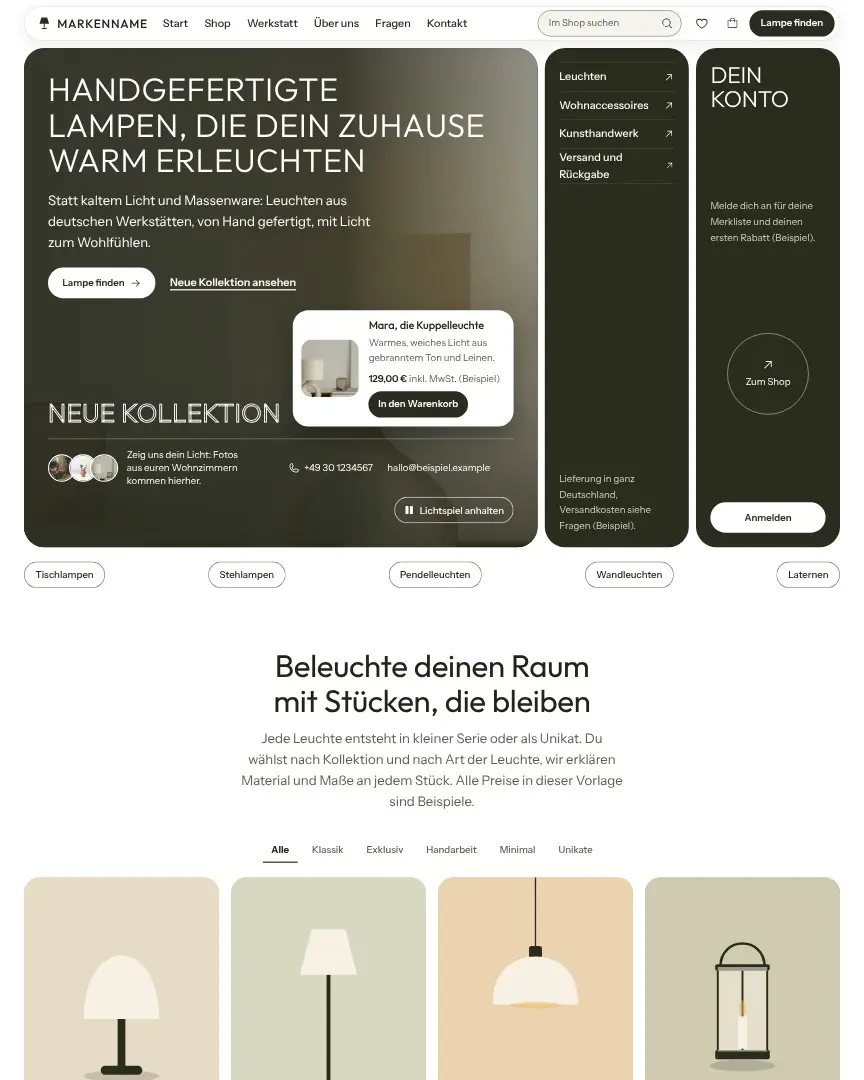 MARKENNAME
Start
Shop
Werkstatt
Über uns
Fragen
Kontakt
Im Shop suchen
Lampe finden
HANDGEFERTIGTE
LAMPEN, DIE DEIN ZUHAUSE
WARM ERLEUCHTEN
Statt kaltem Licht und Massenware: Leuchten aus
deutschen Werkstätten, von Hand gefertigt, mit Licht
zum Wohlfühlen.
Lampe finden
Neue Kollektion ansehen
Mara, die Kuppelleuchte
Warmes, weiches Licht aus
gebranntem Ton und Leinen.
129,00 € inkl. MwSt. (Beispiel)
In den Warenkorb
NEUE KOLLEKTION
Zeig uns dein Licht: Fotos
aus euren Wohnzimmern
kommen hierher.
+49 30 1234567
hallo@beispiel.example
Lichtspiel anhalten
Leuchten
Wohnaccessoires
Kunsthandwerk
Versand und
Rückgabe
Lieferung in ganz
Deutschland,
Versandkosten siehe
Fragen (Beispiel).
DEIN
KONTO
Melde dich an für deine
Merkliste und deinen
ersten Rabatt (Beispiel).
Zum Shop
Anmelden
Tischlampen
Stehlampen
Pendelleuchten
Wandleuchten
Laternen
Beleuchte deinen Raum
mit Stücken, die bleiben
Jede Leuchte entsteht in kleiner Serie oder als Unikat. Du
wählst nach Kollektion und nach Art der Leuchte, wir erklären
Material und Maße an jedem Stück. Alle Preise in dieser Vorlage
sind Beispiele.
Alle
Klassik
Exklusiv
Handarbeit
Minimal
Unikate